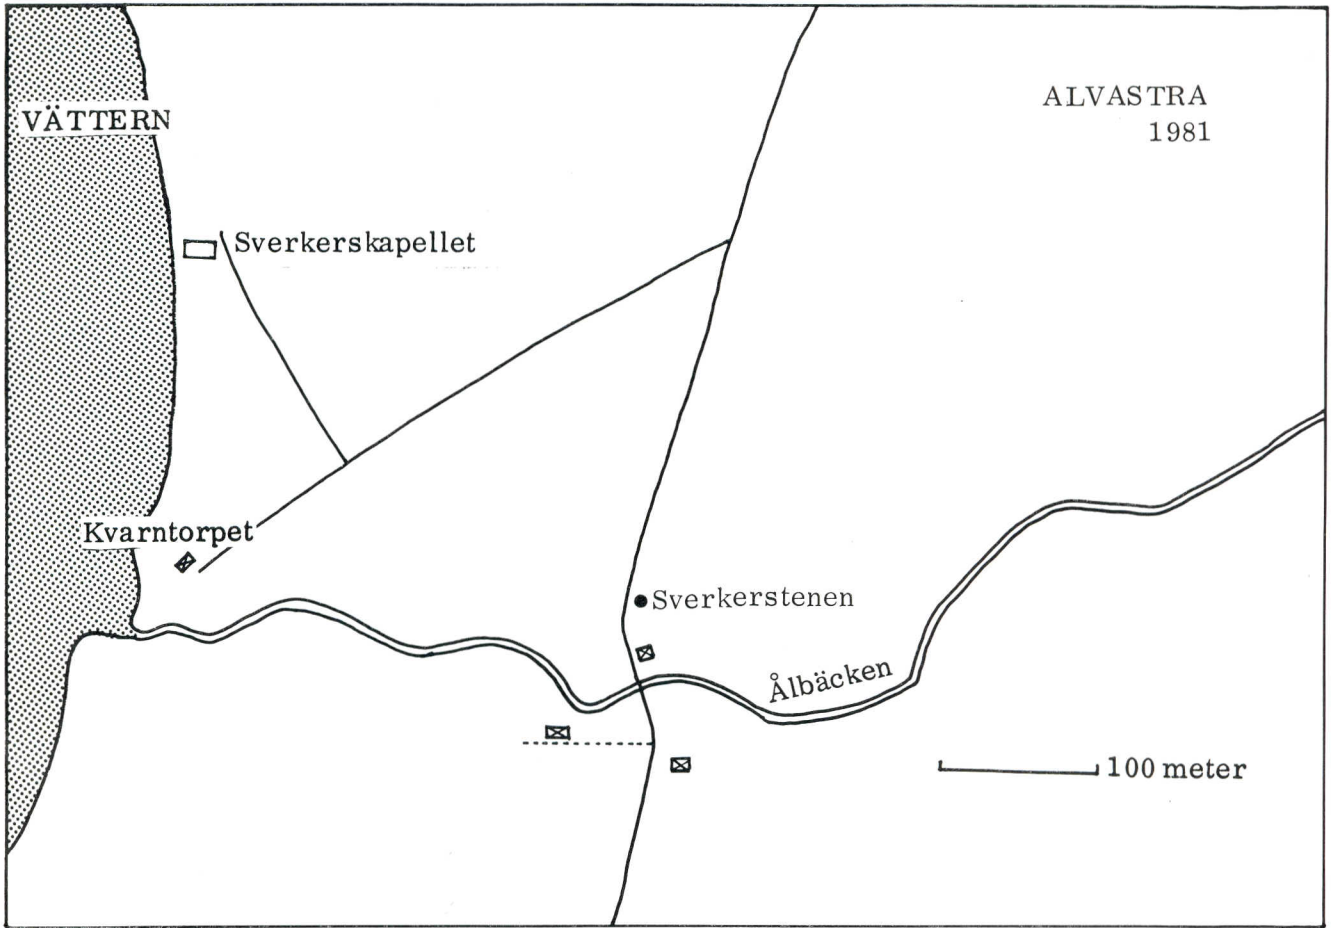 ALVASTRA
1981
VÄTTERN
Sverkerskapellet
Kvarntorpet
Sverkerstenen
Ålbäcken
100 meter